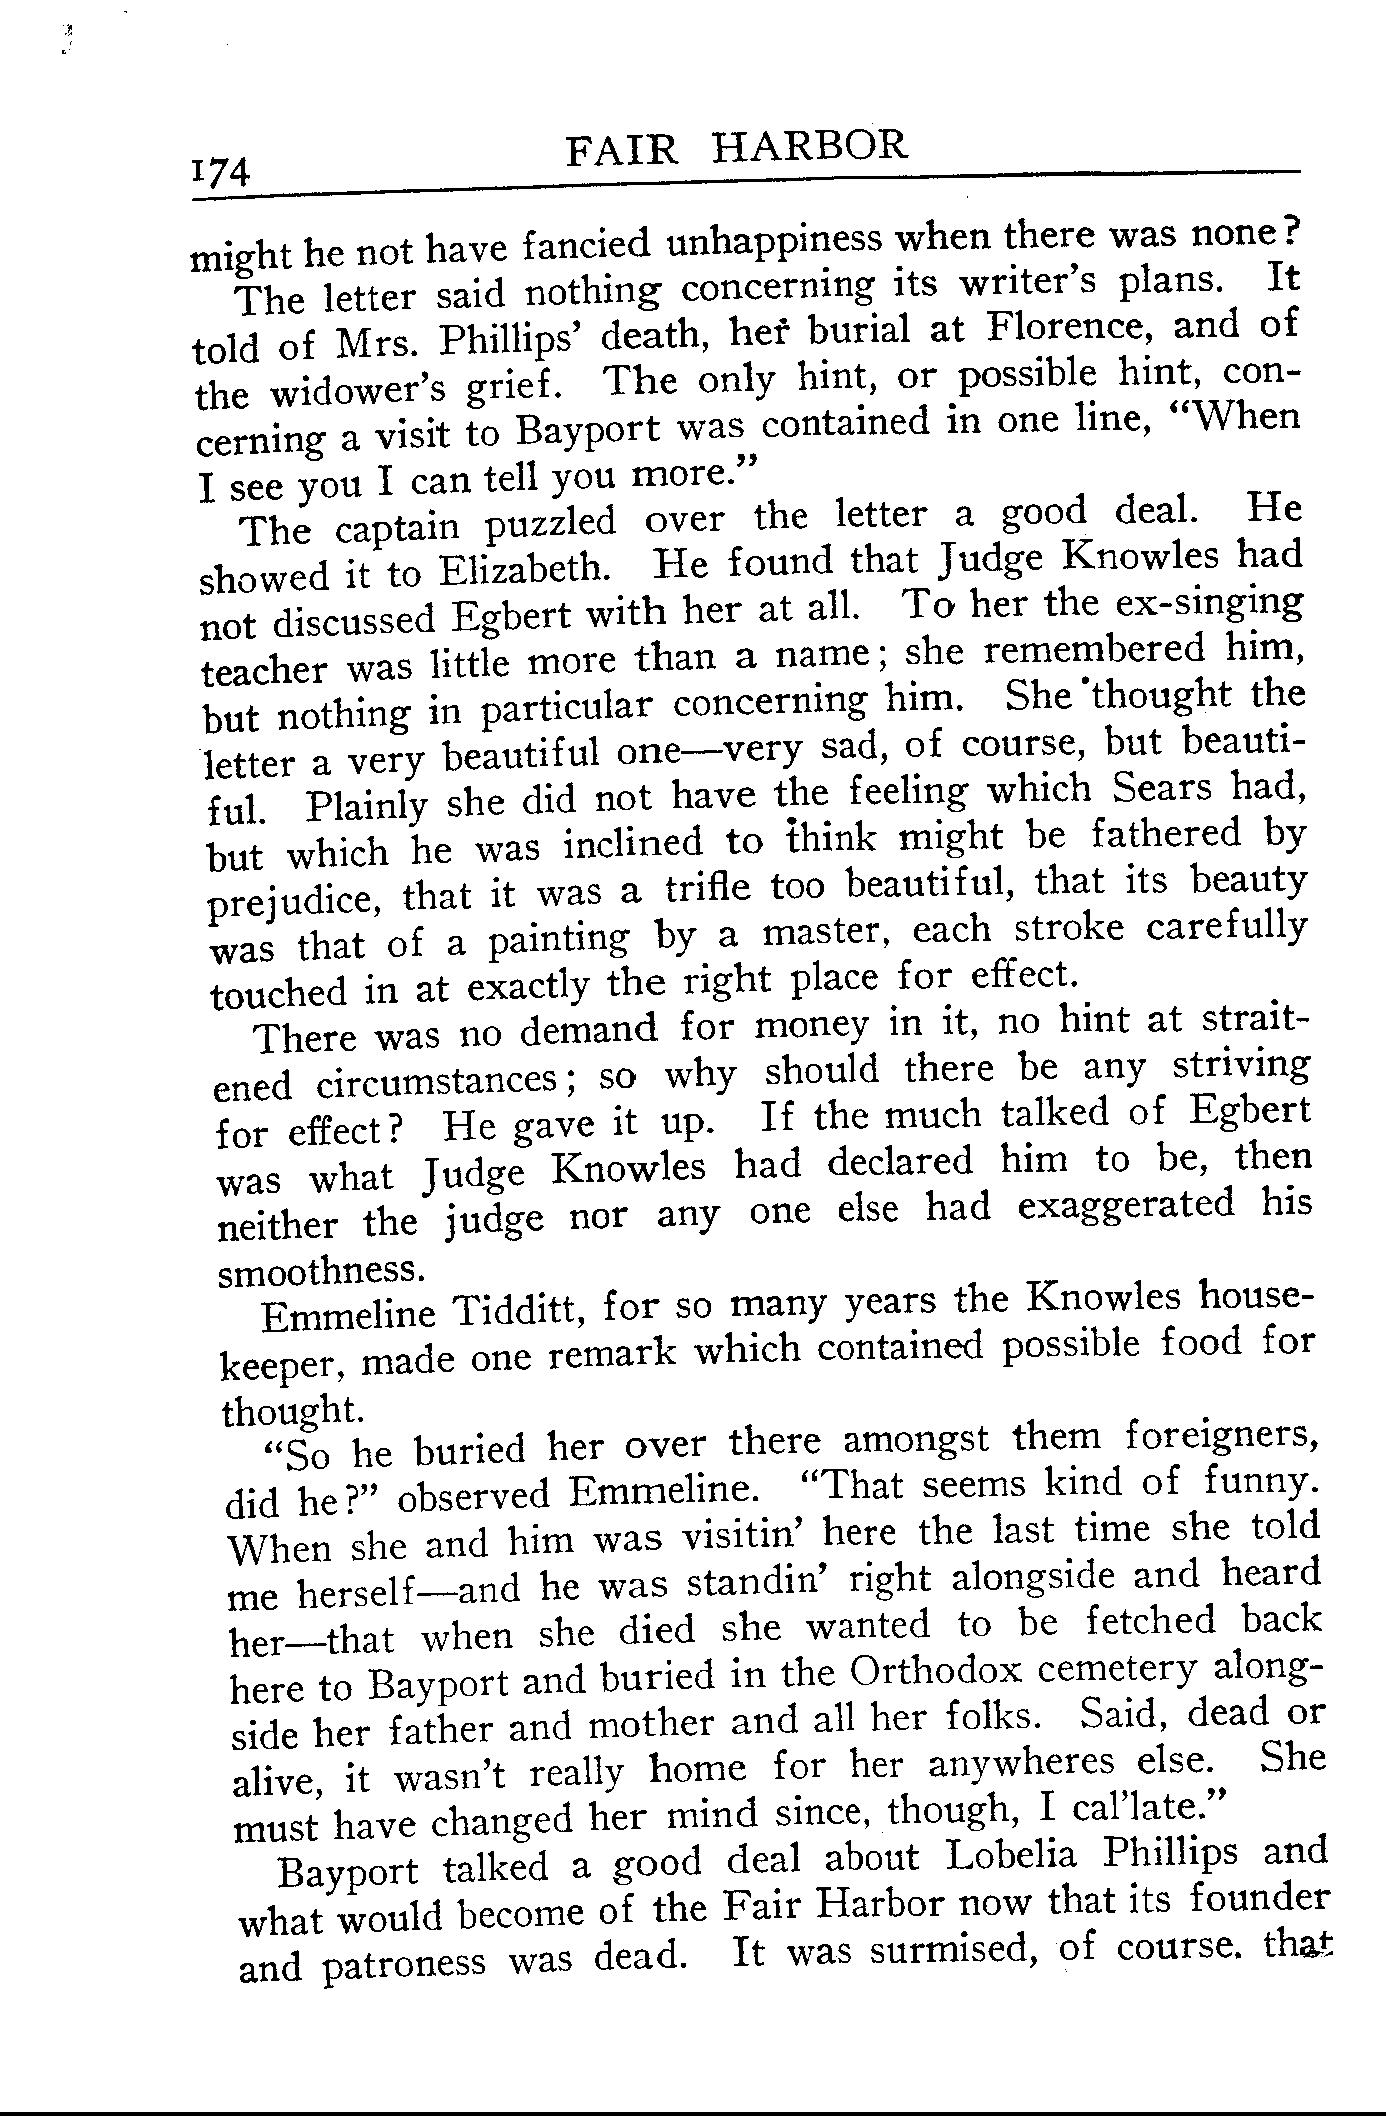 174
FAIR HARBOR
might he not have fancied unhappiness when there was none?
The letter said nothing concerning its writer's plans. It
told of Mrs. Phillips' death, her burial at Florence, and of
the widower's grief. The only hint, or possible hint, con-
cerning a visit to Bayport was contained in one line, "When
I see you I can tell you more."
The captain puzzled over the letter a good deal. He
showed it to Elizabeth. He found that Judge Knowles had
not discussed Egbert with her at all. To her the ex-singing
teacher was little more than a name; she remembered him,
but nothing in particular concerning him. She thought the
letter a very beautiful one—very sad, of course, but beauti-
ful. Plainly she did not have the feeling which Sears had,
but which he was inclined to think might be fathered by
prejudice, that it was a trifle too beautiful, that its beauty
was that of a painting by a master, each stroke carefully
touched in at exactly the right place for effect.
There was no demand for money in it, no hint at strait-
ened circumstances; so why should there be any striving
for effect? He gave it up. If the much talked of Egbert
was what Judge Knowles had declared him to be, then
neither the judge nor any one else had exaggerated his
smoothness.
Emmeline Tidditt, for so many years the Knowles house-
keeper, made one remark which contained possible food for
thought.
"So he buried her over there amongst them foreigners,
did he?" observed Emmeline. "That seems kind of funny.
When she and him was visitin' here the last time she told
me herself—and he was standin' right alongside and heard
her—that when she died she wanted to be fetched back
here to Bayport and buried in the Orthodox cemetery along-
side her father and mother and all her folks. Said, dead or
alive, it wasn't really home for her anywheres else. She
must have changed her mind since, though, I cal'late."
Bayport talked a good deal about Lobelia Phillips and
what would become of the Fair Harbor now that its founder
and patroness was dead. It was surmised, of course. that